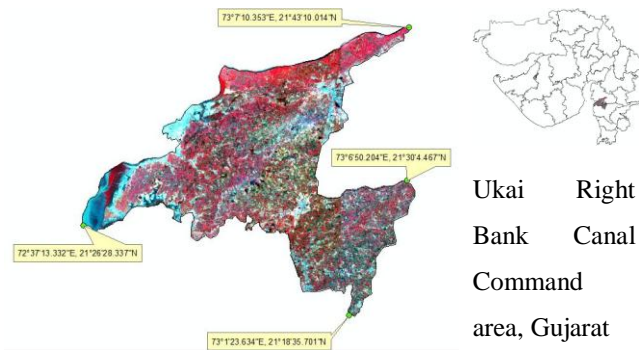 73°7'10.353"E, 21°43'10.014"N
73°6'50.204"E, 21°30'4.467"N
72°37'13.332"E, 21°26'28.337"N
73°1'23.634"E, 21°18'35.701"N
Ukai Right
Bank Canal
Command
area, Gujarat